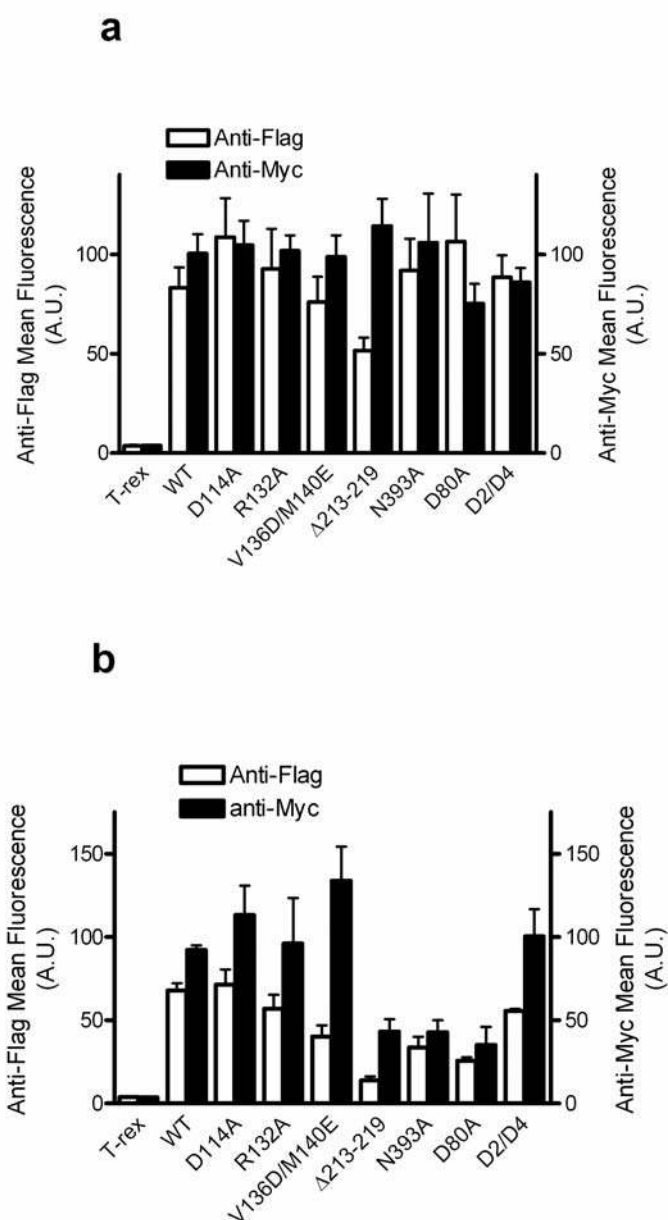 a
Anti-Flag
Anti-Myc
Anti-Flag Mean Fluorescence
(A.U.)
100
50
0
100
50
0
Anti-Myc Mean Fluorescence
(A.U.)
T-rex
WT
D114A
R132A
V136D/M140E
Δ213-219
N393A
D80A
D2/D4
b
Anti-Flag
anti-Myc
Anti-Flag Mean Fluorescence
(A.U.)
150
100
50
0
150
100
50
0
Anti-Myc Mean Fluorescence
(A.U.)
T-rex
WT
D114A
R132A
V136D/M140E
Δ213-219
N393A
D80A
D2/D4